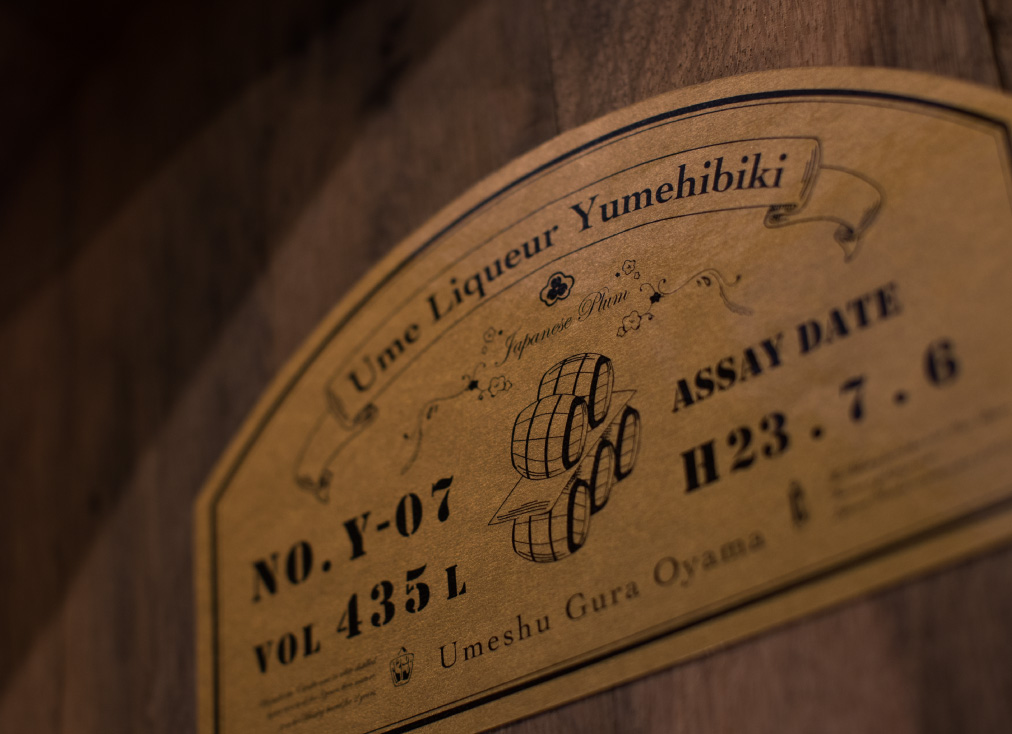 Ume Liqueur Yumehibiki
Japanese Plum
NO. Y-07
VOL 435 L
ASSAY DATE
H23 . 7 . 6
Umeshu Gura Oyama